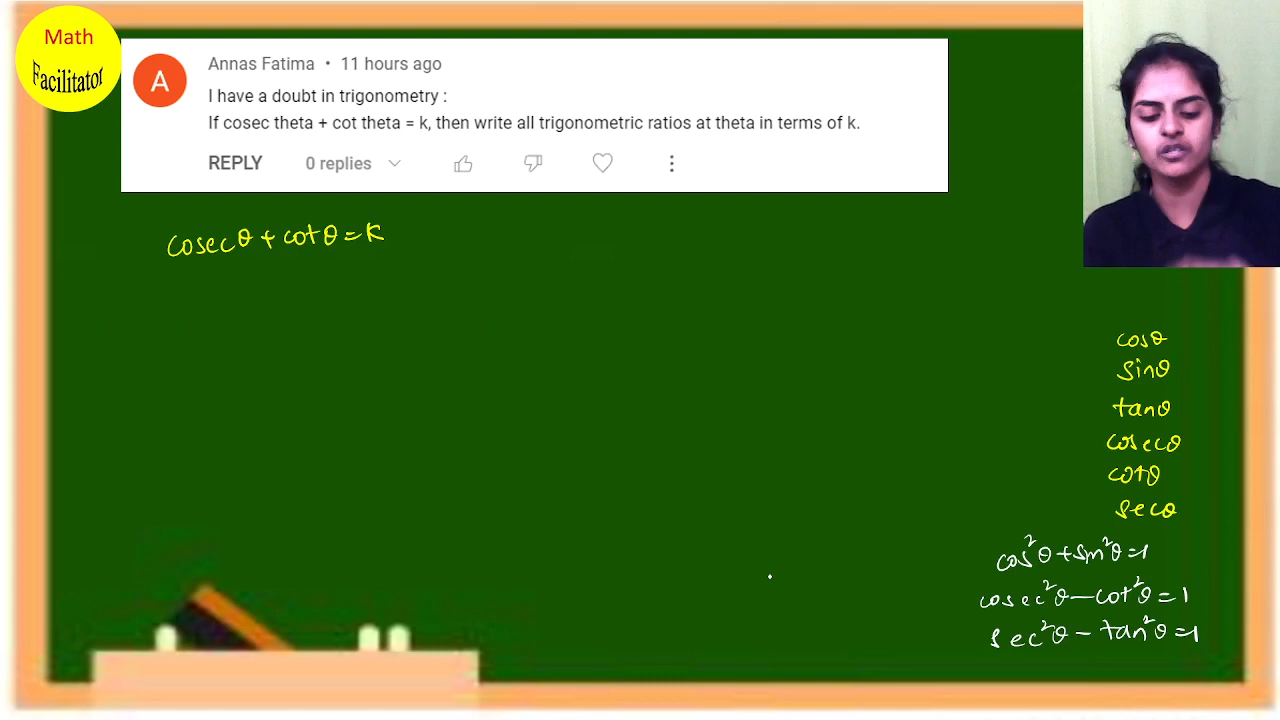 Math
Facilitator
A
Annas Fatima • 11 hours ago
I have a doubt in trigonometry :
If cosec theta + cot theta = k, then write all trigonometric ratios at theta in terms of k.
REPLY 0 replies
cosec θ + cot θ = k
cosθ
sinθ
tanθ
cosecθ
cotθ
secθ
cos²θ + sin²θ = 1
cosec²θ – cot²θ = 1
sec²θ – tan²θ = 1